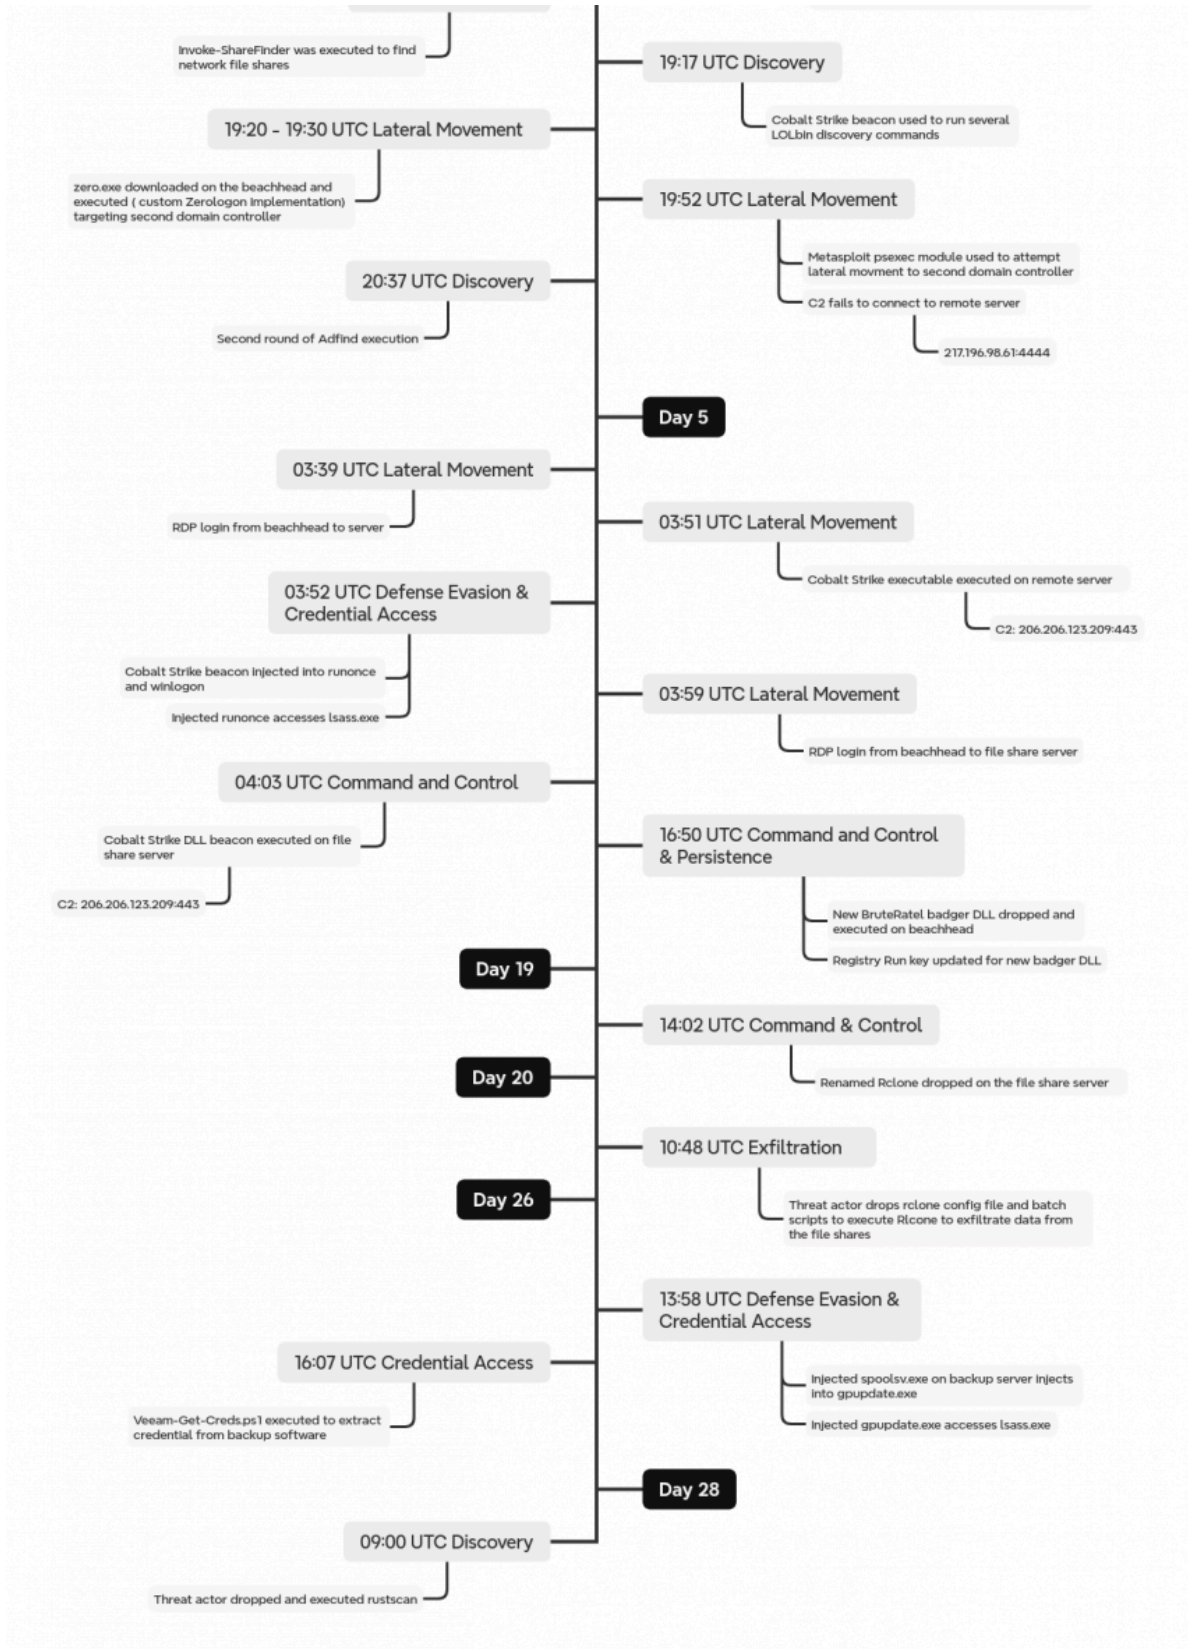 Invoke-ShareFinder was executed to find
network file shares
19:17 UTC Discovery
Cobalt Strike beacon used to run several
LOLbin discovery commands
19:20 - 19:30 UTC Lateral Movement
zero.exe downloaded on the beachhead and
executed ( custom Zerologon implementation)
targeting second domain controller
19:52 UTC Lateral Movement
Metasploit psexec module used to attempt
lateral movment to second domain controller
C2 fails to connect to remote server
217.196.98.61:4444
20:37 UTC Discovery
Second round of Adfind execution
Day 5
03:39 UTC Lateral Movement
RDP login from beachhead to server
03:51 UTC Lateral Movement
Cobalt Strike executable executed on remote server
C2: 206.206.123.209:443
03:52 UTC Defense Evasion &
Credential Access
Cobalt Strike beacon injected into runonce
and winlogon
Injected runonce accesses lsass.exe
03:59 UTC Lateral Movement
RDP login from beachhead to file share server
04:03 UTC Command and Control
Cobalt Strike DLL beacon executed on file
share server
C2: 206.206.123.209:443
16:50 UTC Command and Control
& Persistence
New BruteRatel badger DLL dropped and
executed on beachhead
Registry Run key updated for new badger DLL
Day 19
14:02 UTC Command & Control
Renamed Rclone dropped on the file share server
Day 20
10:48 UTC Exfiltration
Threat actor drops rclone config file and batch
scripts to execute Rlcone to exfiltrate data from
the file shares
Day 26
13:58 UTC Defense Evasion &
Credential Access
Injected spoolsv.exe on backup server injects
into gpupdate.exe
Injected gpupdate.exe accesses lsass.exe
16:07 UTC Credential Access
Veeam-Get-Creds.ps1 executed to extract
credential from backup software
Day 28
09:00 UTC Discovery
Threat actor dropped and executed rustscan